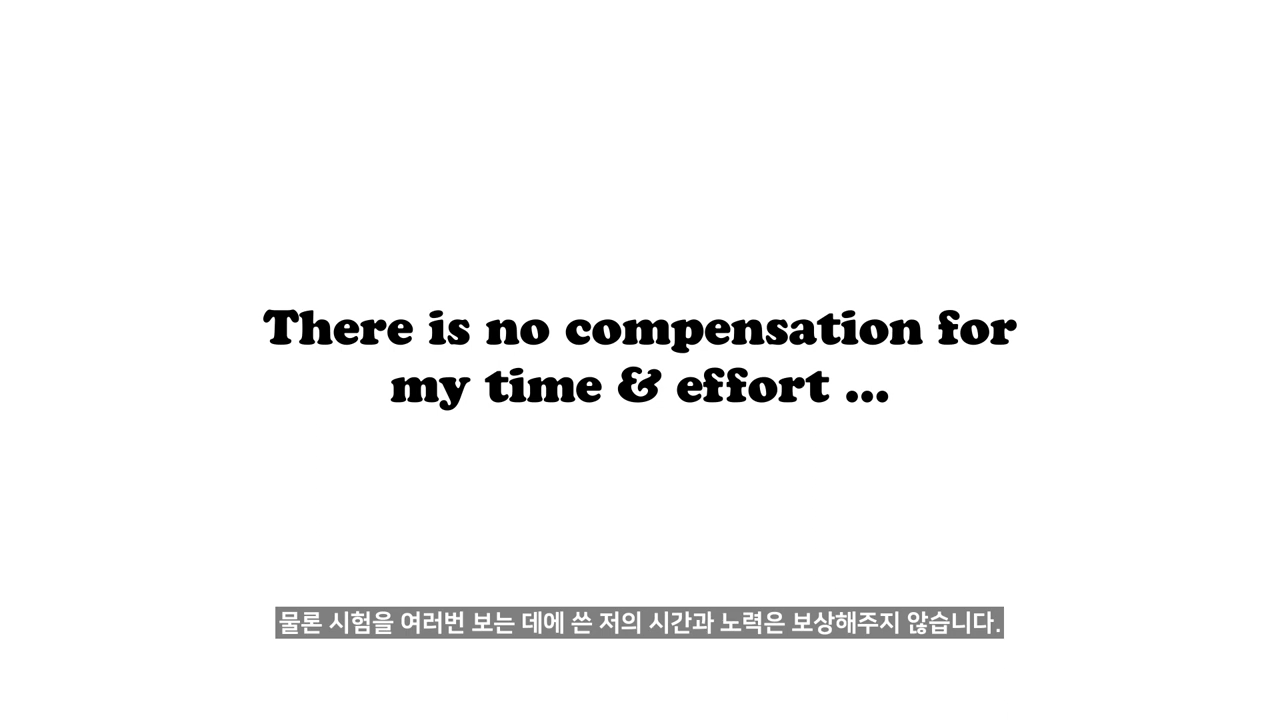 There is no compensation for
my time & effort ...
물론 시험을 여러번 보는 데에 쓴 저의 시간과 노력은 보상해주지 않습니다.